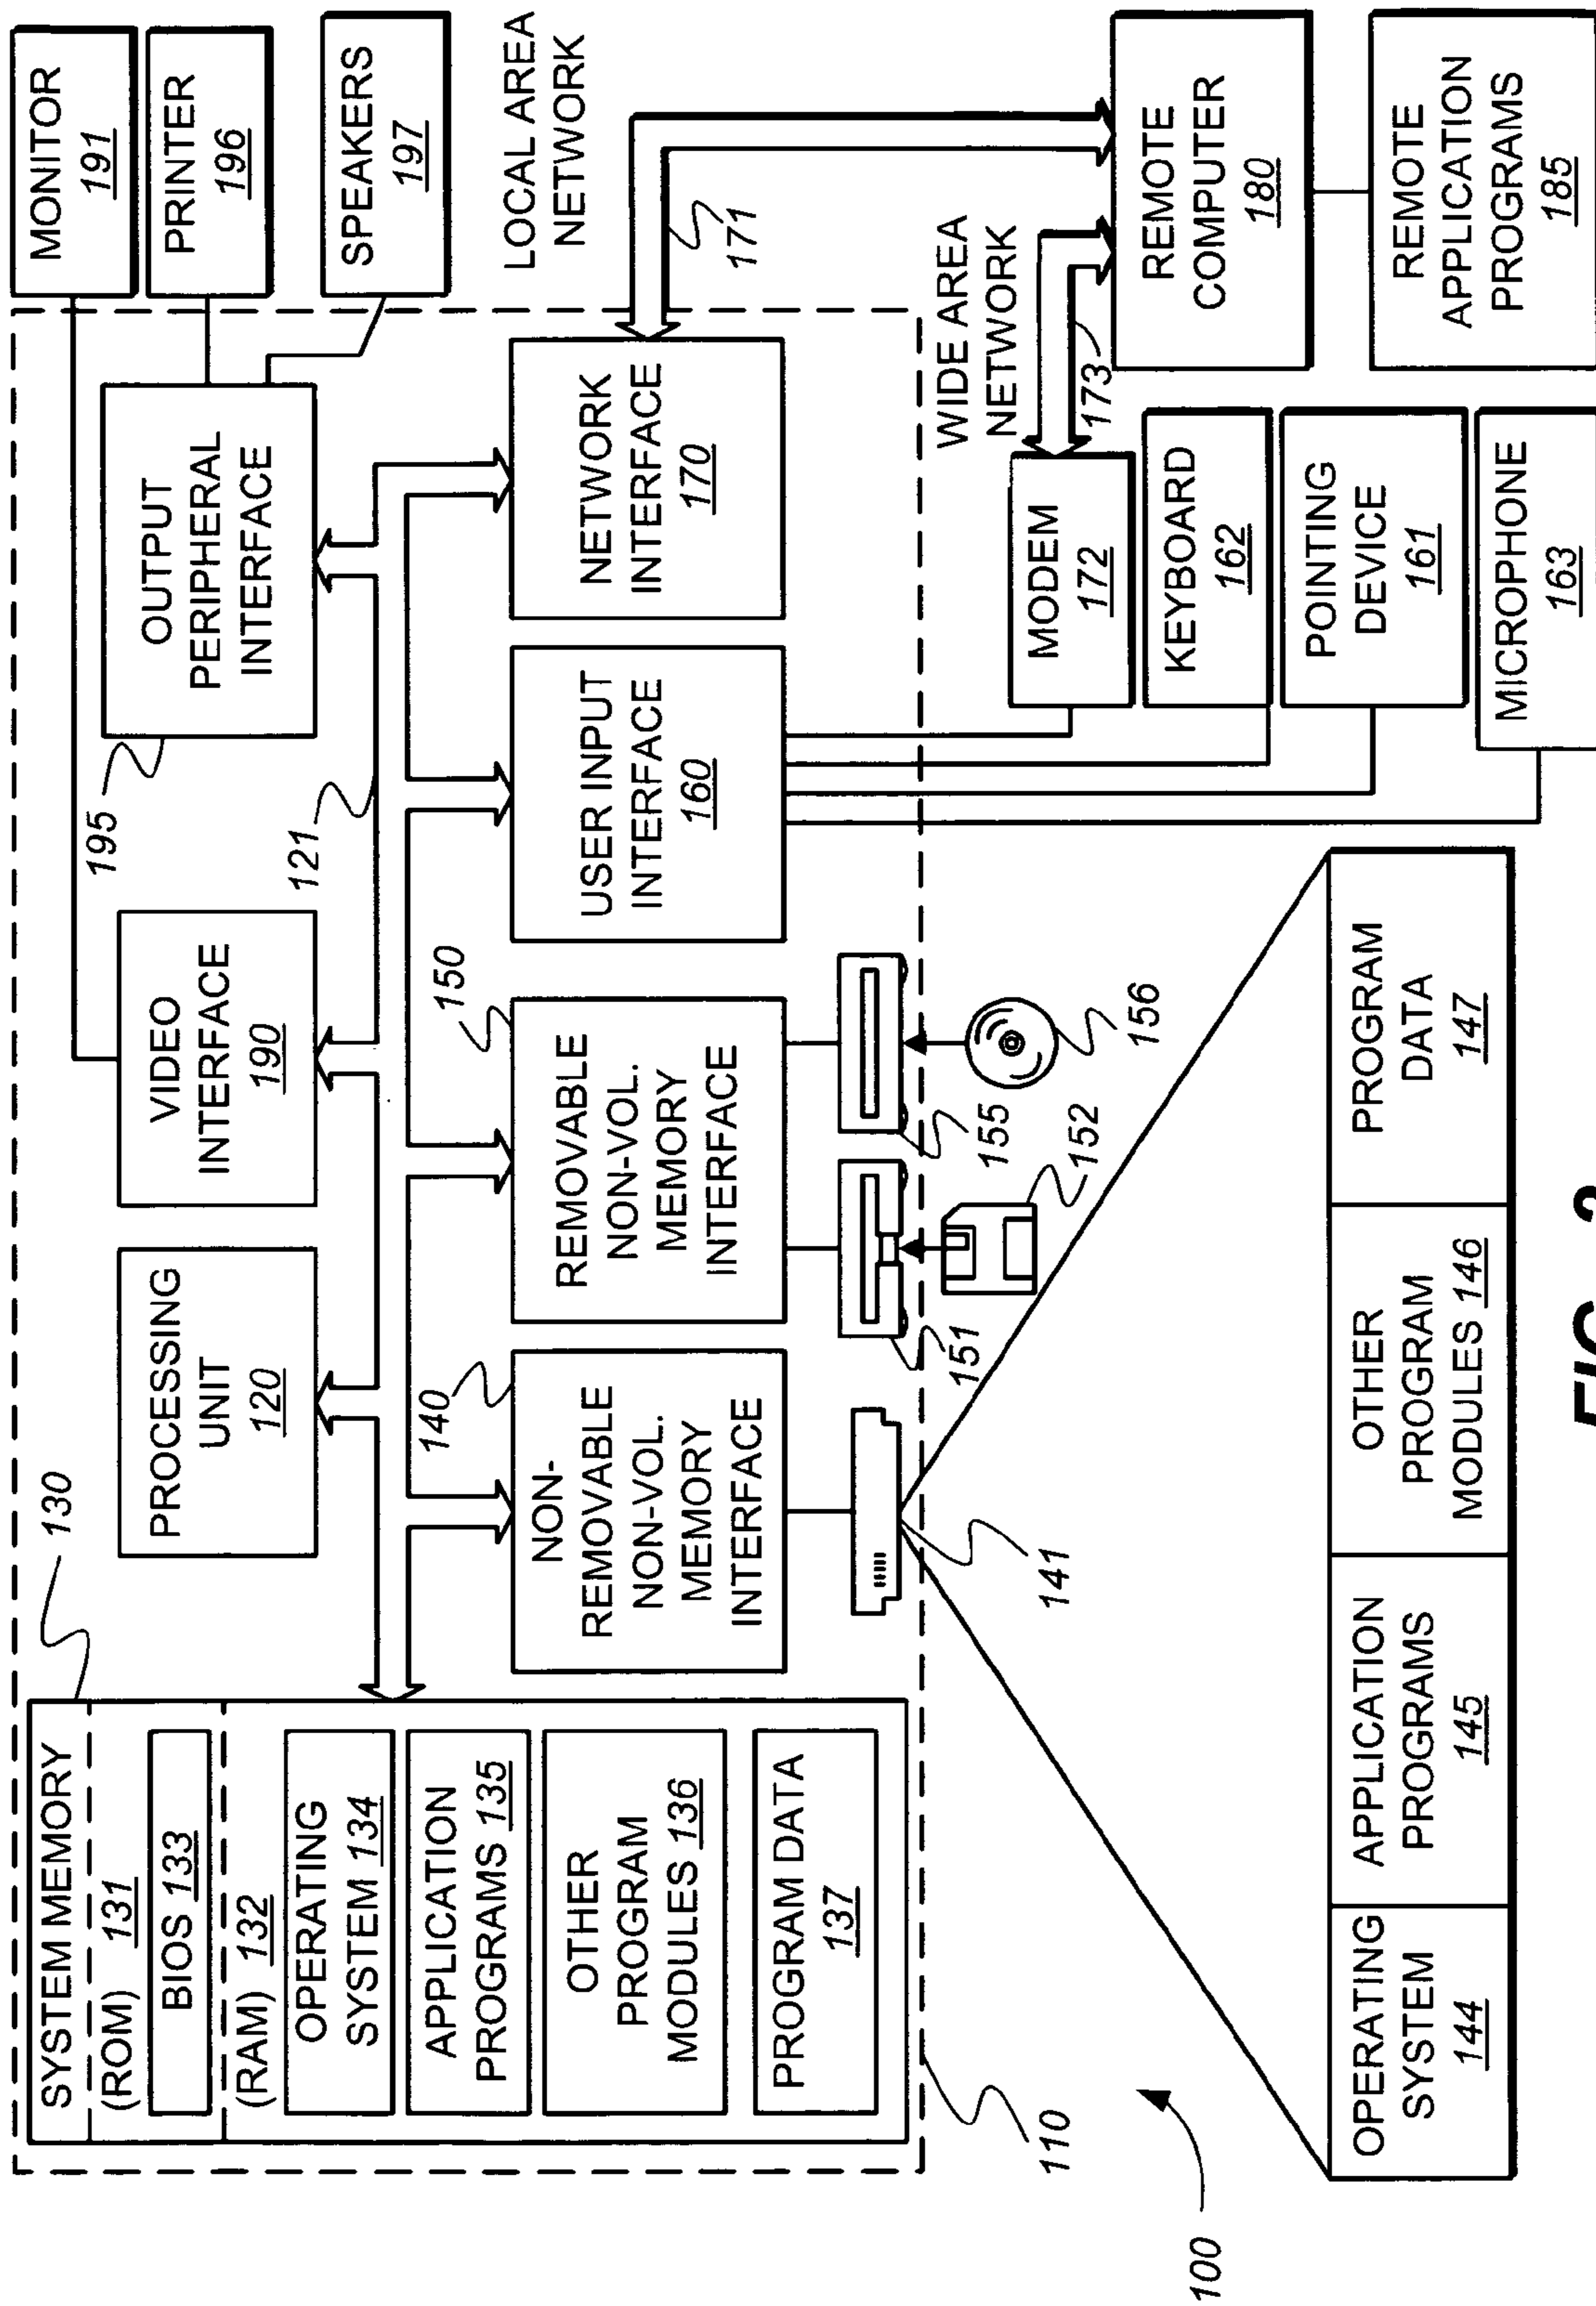 SYSTEM MEMORY
(ROM) 131
BIOS 133
(RAM) 132
OPERATING
SYSTEM 134
APPLICATION
PROGRAMS 135
OTHER
PROGRAM
MODULES 136
PROGRAM DATA
137
130
PROCESSING
UNIT
120
VIDEO
INTERFACE
190
195
OUTPUT
PERIPHERAL
INTERFACE
121
MONITOR
191
PRINTER
196
SPEAKERS
197
140
NON-
REMOVABLE
NON-VOL.
MEMORY
INTERFACE
150
REMOVABLE
NON-VOL.
MEMORY
INTERFACE
USER INPUT
INTERFACE
160
NETWORK
INTERFACE
170
LOCAL AREA
NETWORK
171
110
141
151
152
155
156
WIDE AREA
NETWORK
173
MODEM
172
KEYBOARD
162
POINTING
DEVICE
161
MICROPHONE
163
REMOTE
COMPUTER
180
REMOTE
APPLICATION
PROGRAMS
185
100
OPERATING
SYSTEM
144
APPLICATION
PROGRAMS
145
OTHER
PROGRAM
MODULES 146
PROGRAM
DATA
147
FIG.